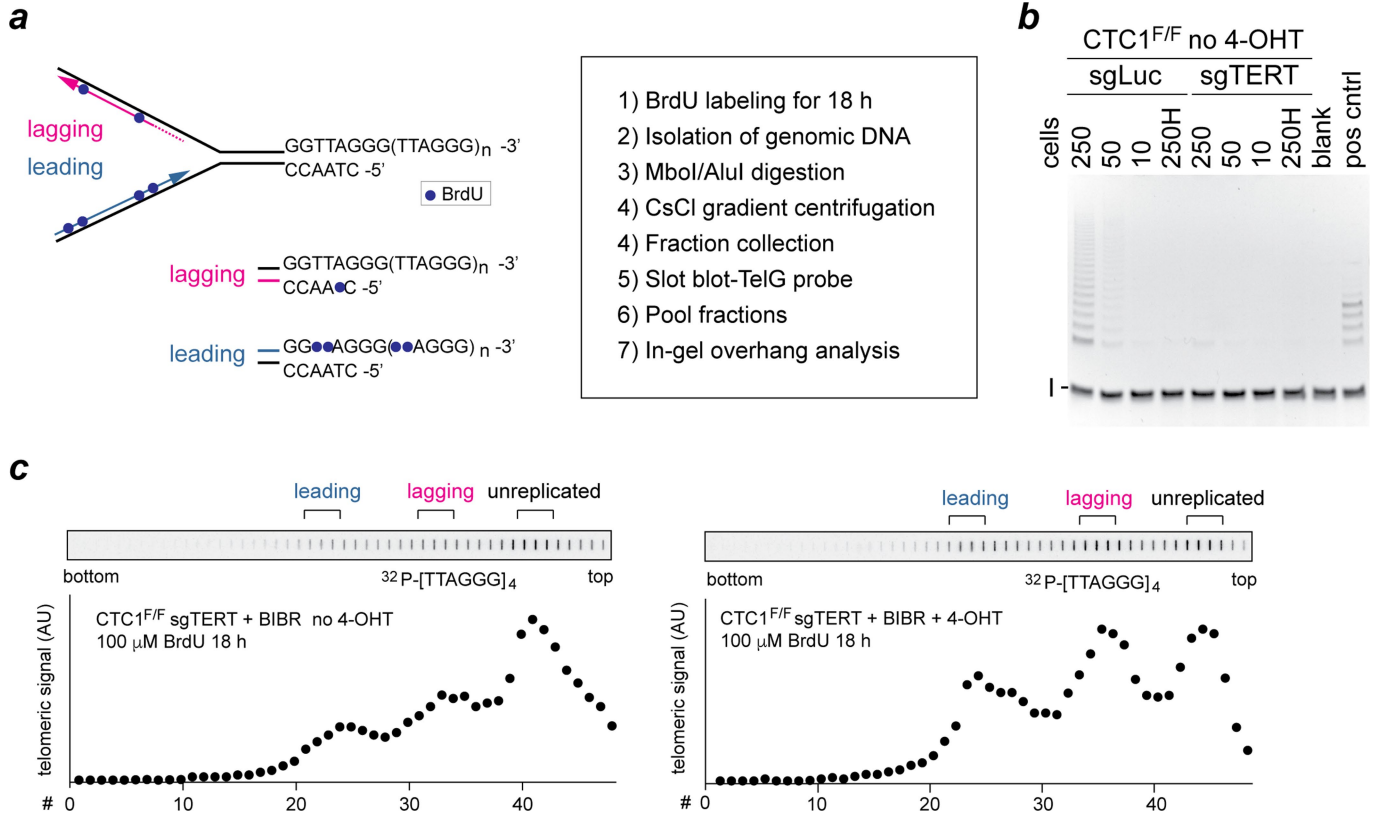 a
lagging
leading
GGTTAGGG(TTAGGG)n -3’
CCAATC -5’
BrdU
lagging
GGTTAGGG(TTAGGG)n -3’
CCAA●C -5’
leading
GG●●AGGG(●●AGGG) n -3’
CCAATC -5’
1) BrdU labeling for 18 h
2) Isolation of genomic DNA
3) MboI/AluI digestion
4) CsCl gradient centrifugation
4) Fraction collection
5) Slot blot-TelG probe
6) Pool fractions
7) In-gel overhang analysis
b
CTC1F/F no 4-OHT
sgLuc sgTERT
cells 250 50 10 250H 250 50 10 250H blank pos cntrl
I
c
leading lagging unreplicated
bottom 32P-[TTAGGG]4 top
CTC1F/F sgTERT + BIBR no 4-OHT
100 μM BrdU 18 h
telomeric signal (AU)
# 0 10 20 30 40
leading lagging unreplicated
bottom 32P-[TTAGGG]4 top
CTC1F/F sgTERT + BIBR + 4-OHT
100 μM BrdU 18 h
telomeric signal (AU)
# 0 10 20 30 40